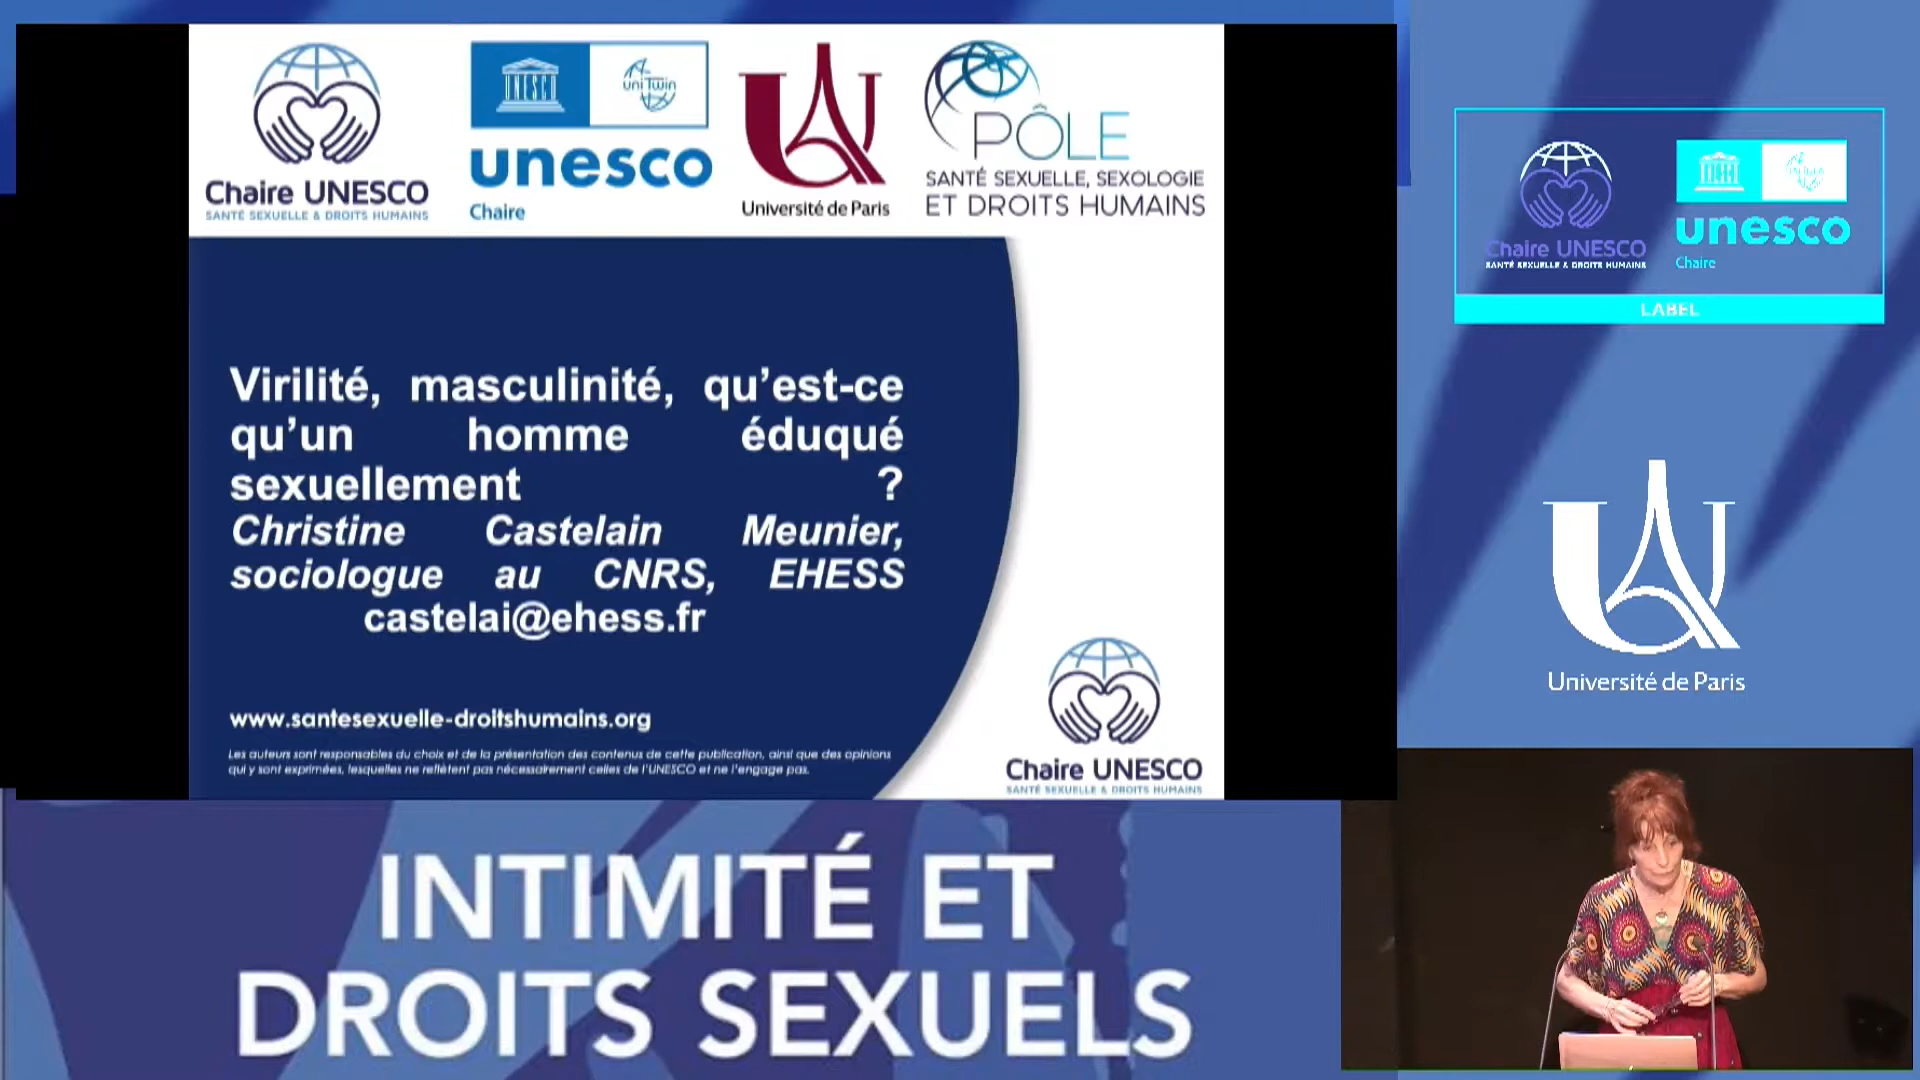 Chaire UNESCO
SANTÉ SEXUELLE & DROITS HUMAINS
UNESCO
uniTwin
unesco
Chaire
Université de Paris
PÔLE
SANTÉ SEXUELLE, SEXOLOGIE
ET DROITS HUMAINS
Virilité, masculinité, qu’est-ce
qu’un homme éduqué
sexuellement ?
Christine Castelain Meunier,
sociologue au CNRS, EHESS
castelai@ehess.fr
www.santesexuelle-droitshumains.org
Les auteurs sont responsables du choix et de la présentation des contenus de cette publication, ainsi que des opinions
qui y sont exprimées, lesquelles ne reflètent pas nécessairement celles de l’UNESCO et ne l’engage pas.
Chaire UNESCO
SANTÉ SEXUELLE & DROITS HUMAINS
Chaire UNESCO
SANTÉ SEXUELLE & DROITS HUMAINS
unesco
Chaire
LABEL
Université de Paris
INTIMITÉ ET
DROITS SEXUELS